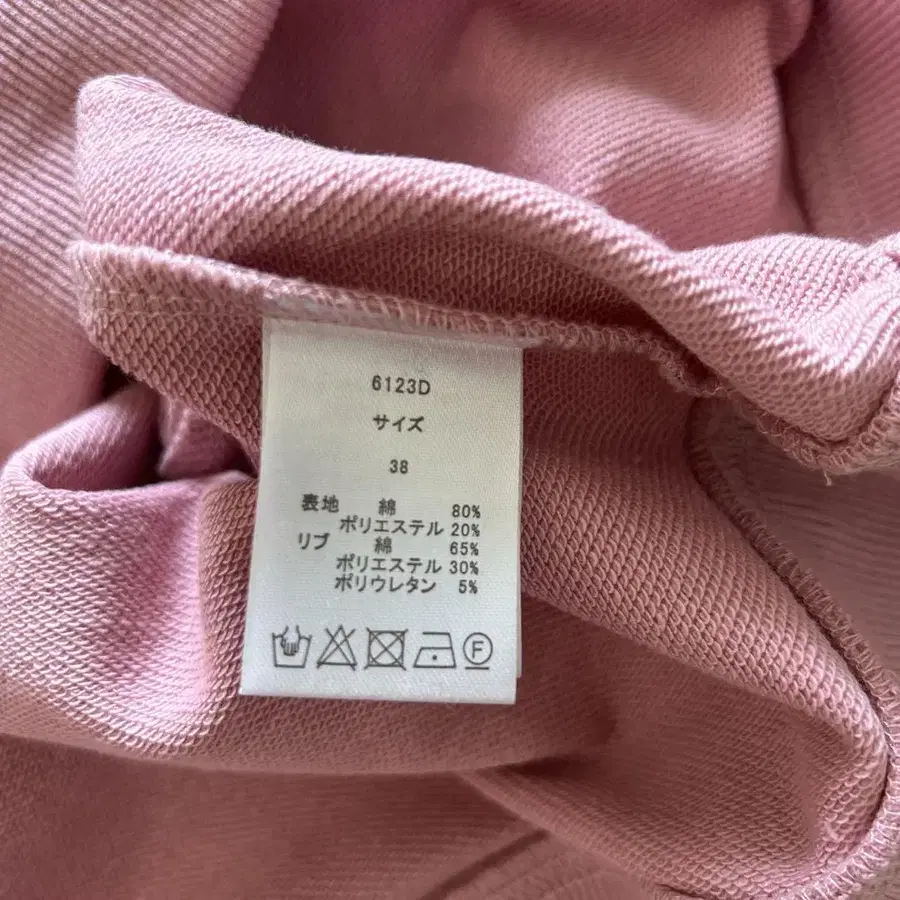 6123D
サイズ
38
表地 綿 80%
ポリエステル 20%
リブ 綿 65%
ポリエステル 30%
ポリウレタン 5%
F